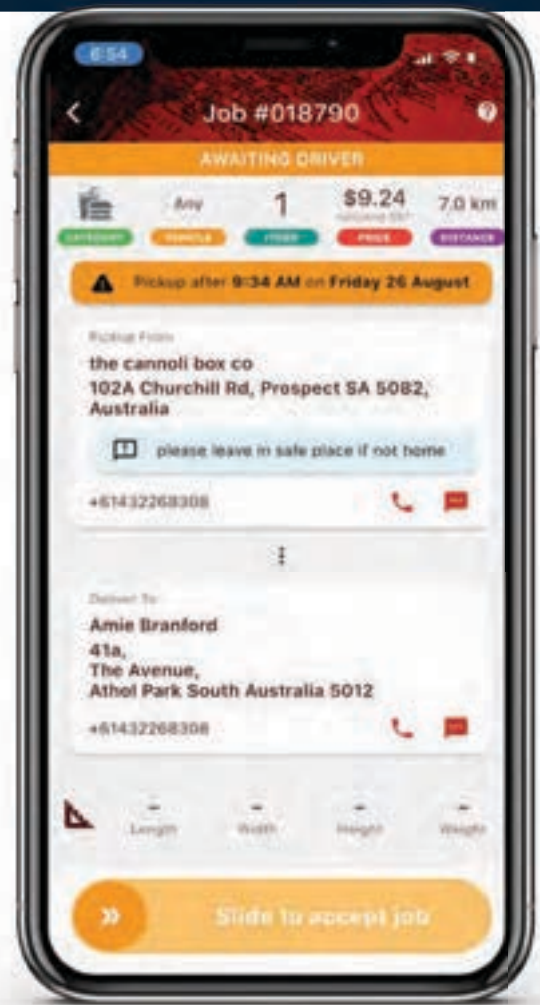 6:54
Job #018790
AWAITING DRIVER
Any 1 $9.24 7.0 km
CATEGORY VEHICLE ITEMS PRICE DISTANCE
Pickup after 9:34 AM on Friday 26 August
Pickup From
the cannoli box co
102A Churchill Rd, Prospect SA 5082,
Australia
please leave in safe place if not home
+61432268308
Deliver To
Amie Branford
41a,
The Avenue,
Athol Park South Australia 5012
+61432268308
- - - -
Length Width Height Weight
Slide to accept job